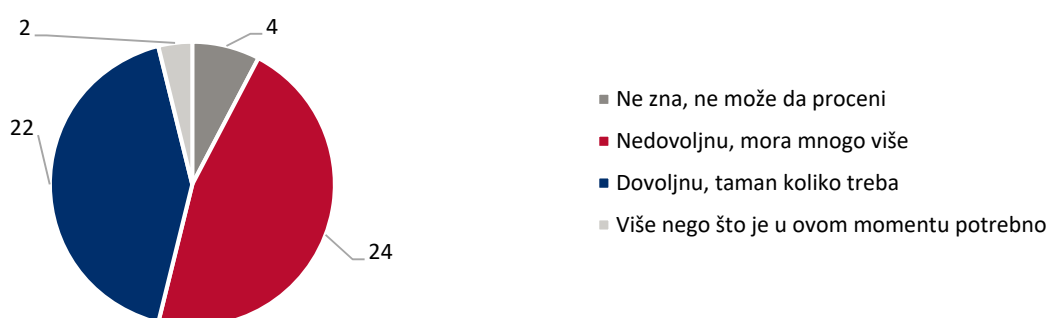 2
4
22
24
Ne zna, ne može da proceni
Nedovoljnu, mora mnogo više
Dovoljnu, taman koliko treba
Više nego što je u ovom momentu potrebno